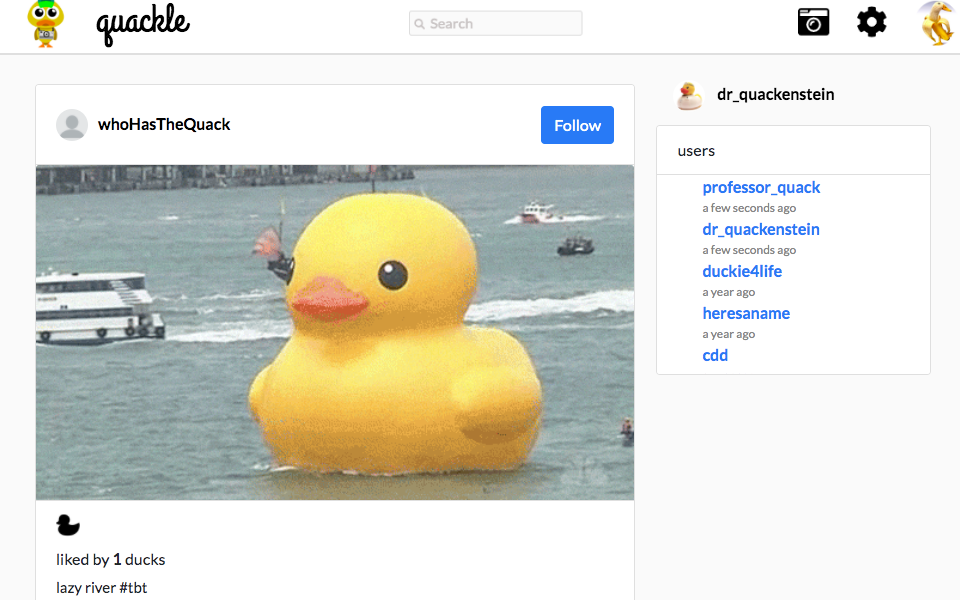 quackle
Search
whoHasTheQuack
Follow
liked by 1 ducks
lazy river #tbt
dr_quackenstein
users
professor_quack
a few seconds ago
dr_quackenstein
a few seconds ago
duckie4life
a year ago
heresaname
a year ago
cdd